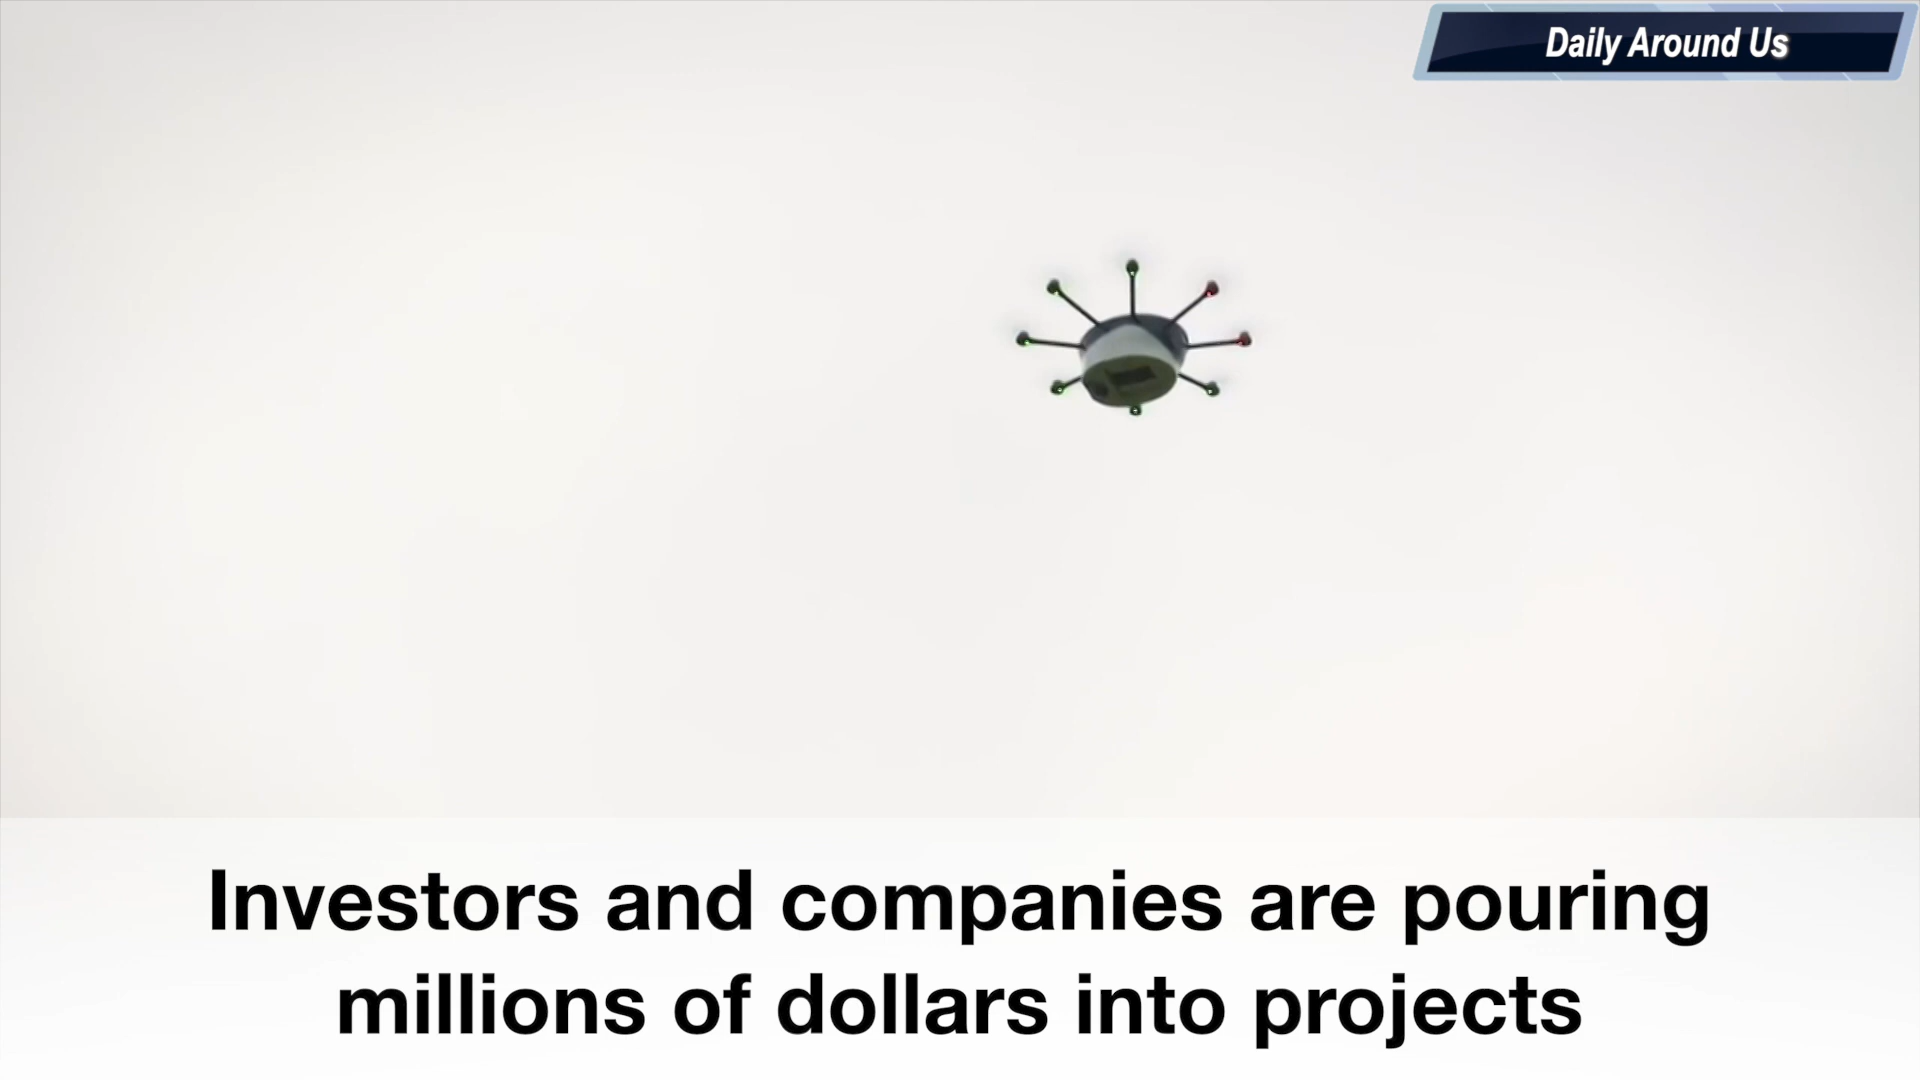 Daily Around Us
Investors and companies are pouring
millions of dollars into projects